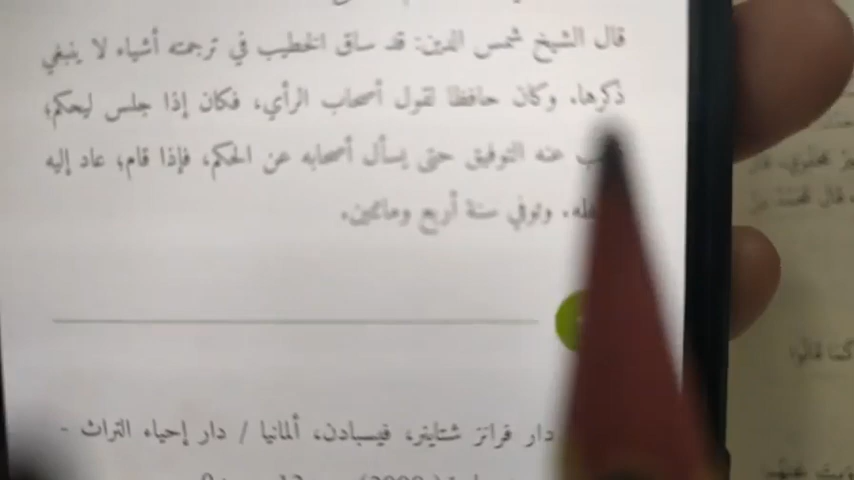 قال الشيخ شمس الدين: قد ساق الخطيب في ترجمته أشياء لا ينبغي
ذكرها. وكان حافظا لقول أصحاب الرأي، فكان إذا جلس ليحكم،
عنه التوفيق حتى يسأل أصحابه عن الحكم، فإذا قام، عاد إليه
وتوفي سنة أربع ومائتين.
دار فرانز شتاينر، فيسبادن، ألمانيا / دار إحياء التراث -
كما قالوا